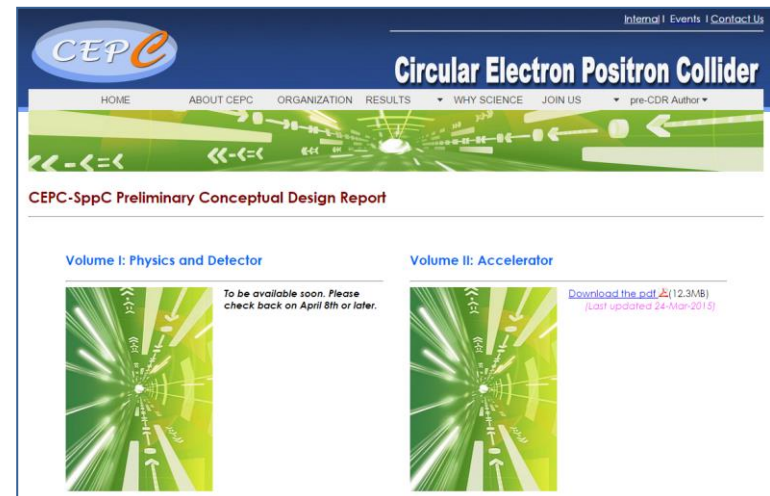 Internal | Events | Contact Us
CEPC
Circular Electron Positron Collider
HOME ABOUT CEPC ORGANIZATION RESULTS WHY SCIENCE JOIN US pre-CDR Author
CEPC-SppC Preliminary Conceptual Design Report
Volume I: Physics and Detector
To be available soon. Please
check back on April 8th or later.
Volume II: Accelerator
Download the pdf (12.3MB)
(Last updated 24-Mar-2015)